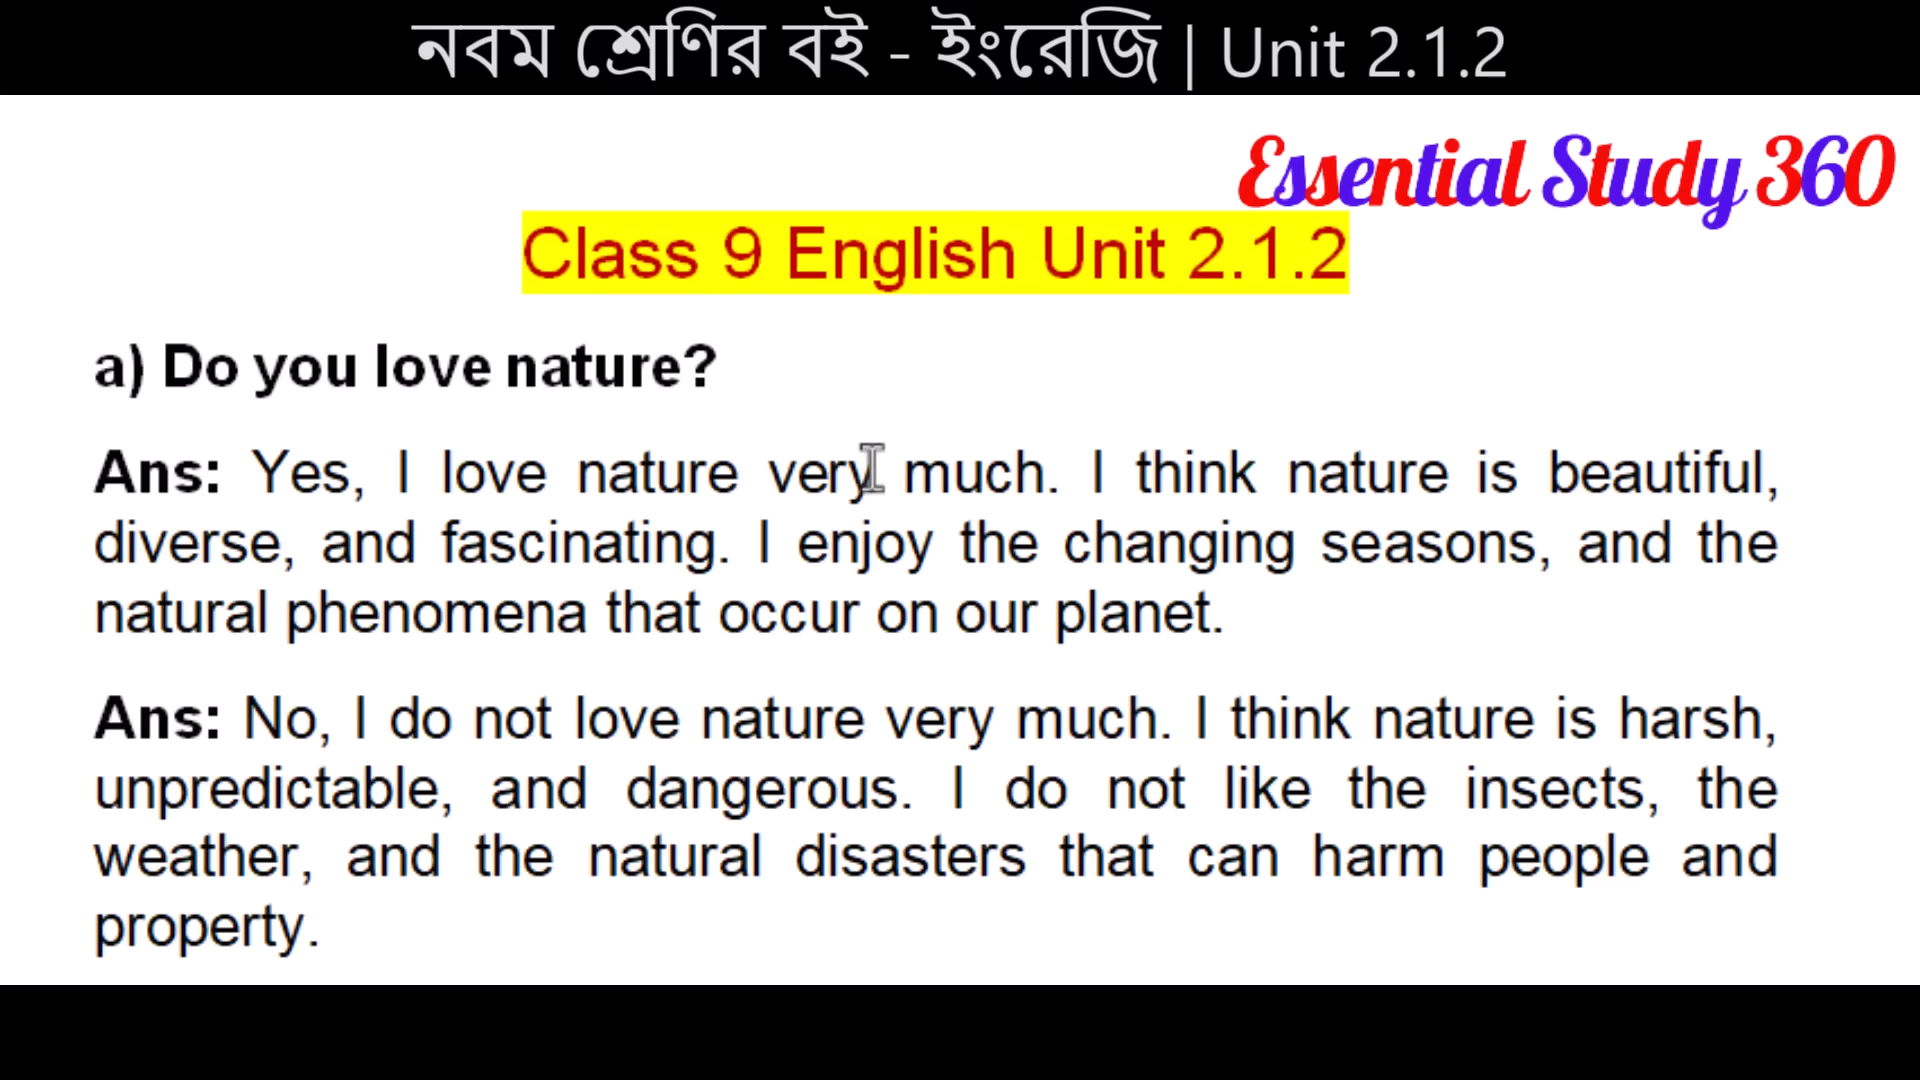 নবম শ্রেণির বই - ইংরেজি | Unit 2.1.2
Essential Study 360
Class 9 English Unit 2.1.2
a) Do you love nature?
Ans: Yes, I love nature very much. I think nature is beautiful,
diverse, and fascinating. I enjoy the changing seasons, and the
natural phenomena that occur on our planet.
Ans: No, I do not love nature very much. I think nature is harsh,
unpredictable, and dangerous. I do not like the insects, the
weather, and the natural disasters that can harm people and
property.